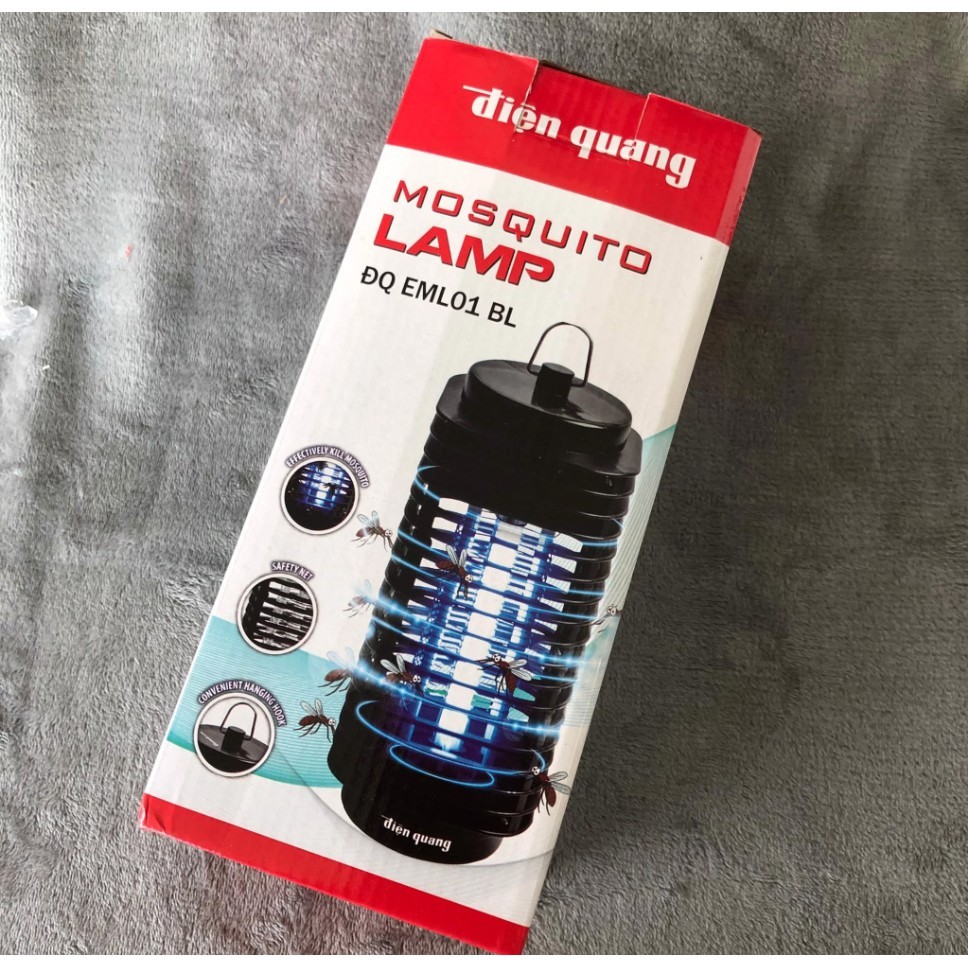 điện quang
MOSQUITO
LAMP
ĐQ EML01 BL
EFFECTIVELY KILL MOSQUITO
SAFETY NET
CONVENIENT HANGING HOOK
điện quang